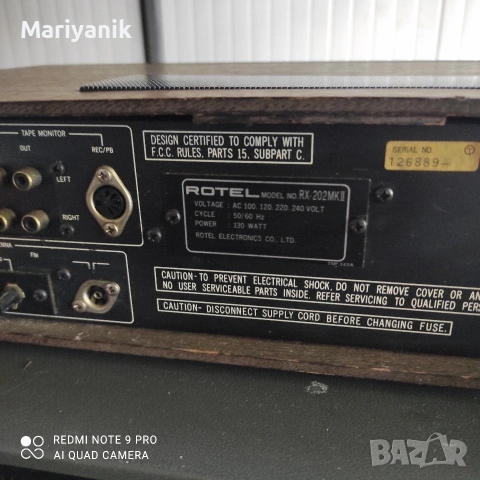 Mariyanik
TAPE MONITOR
OUT
REC/PB
LEFT
RIGHT
FM
DESIGN CERTIFIED TO COMPLY WITH
F.C.C. RULES, PARTS 15, SUBPART C.
SERIAL NO.
126889-
ROTEL MODEL NO. RX-202MKII
VOLTAGE : AC 100. 120. 220. 240 VOLT
CYCLE : 50/60 Hz
POWER : 130 WATT
ROTEL ELECTRONICS CO., LTD.
CAUTION-TO PREVENT ELECTRICAL SHOCK, DO NOT REMOVE COVER OR
NO USER SERVICEABLE PARTS INSIDE. REFER SERVICING TO QUALIFIED
CAUTION-DISCONNECT SUPPLY CORD BEFORE CHANGING FUSE.
REDMI NOTE 9 PRO
AI QUAD CAMERA
BAZAR